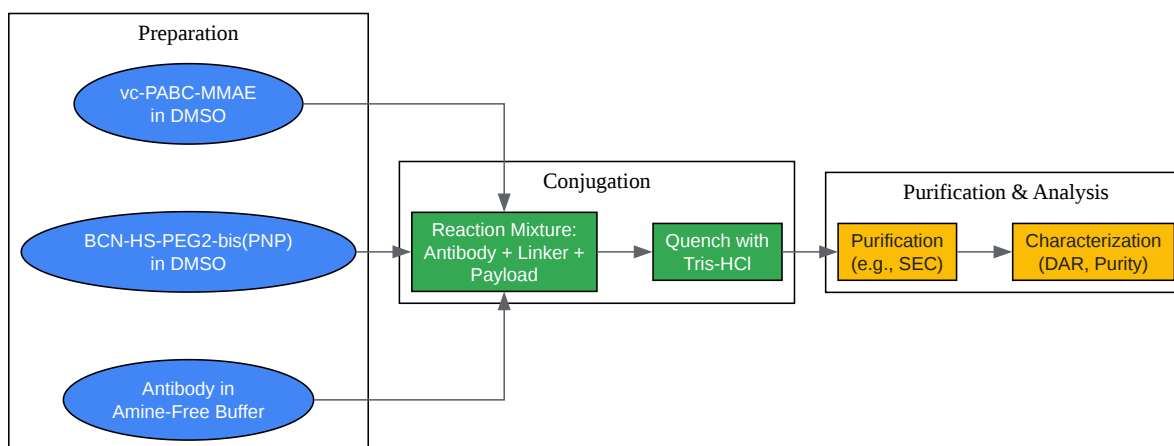 Preparation
vc-PABC-MMAE
in DMSO
BCN-HS-PEG2-bis(PNP)
in DMSO
Antibody in
Amine-Free Buffer
Conjugation
Reaction Mixture:
Antibody + Linker +
Payload
Quench with
Tris-HCl
Purification & Analysis
Purification
(e.g., SEC)
Characterization
(DAR, Purity)